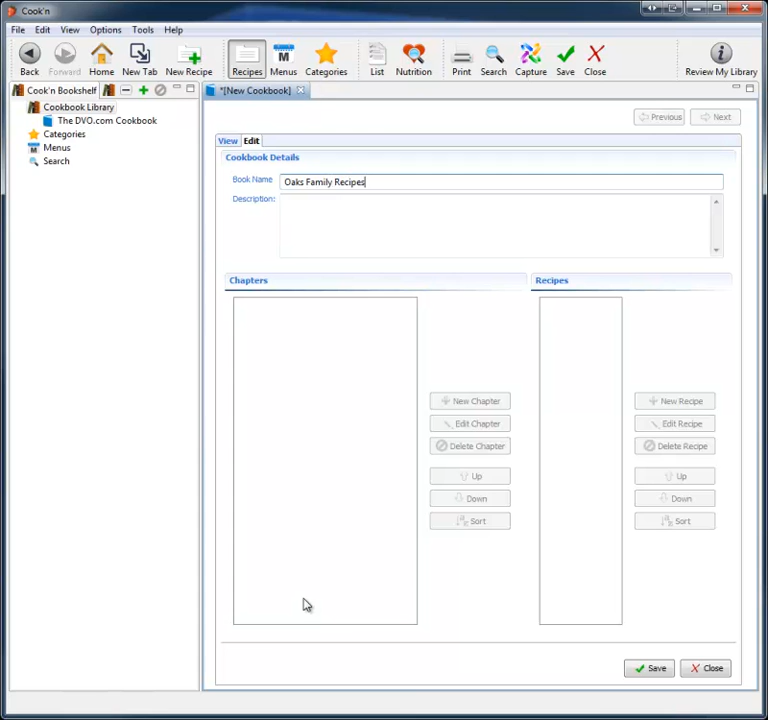 Cook'n
File Edit View Options Tools Help
Back Forward Home New Tab New Recipe Recipes Menus Categories List Nutrition Print Search Capture Save Close Review My Library
Cook'n Bookshelf
*[New Cookbook]
Cookbook Library
The DVO.com Cookbook
Categories
Menus
Search
Previous Next
View Edit
Cookbook Details
Book Name Oaks Family Recipes
Description:
Chapters Recipes
New Chapter New Recipe
Edit Chapter Edit Recipe
Delete Chapter Delete Recipe
Up Up
Down Down
Sort Sort
Save Close